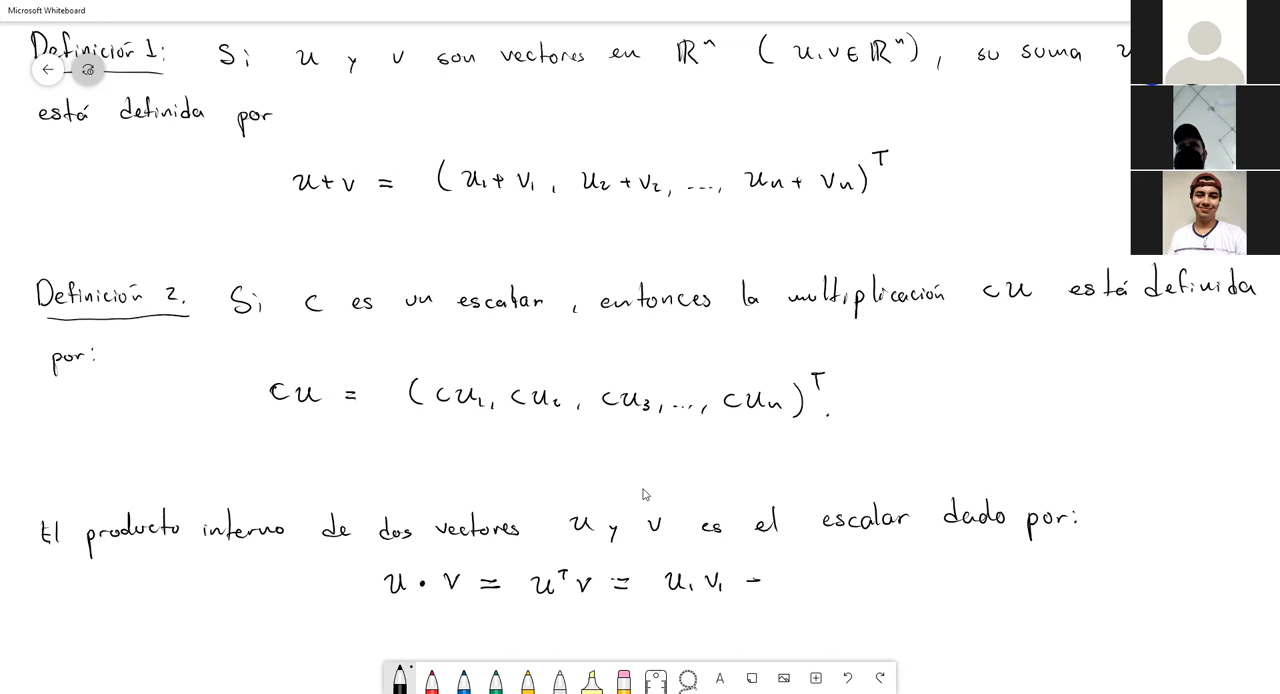 Microsoft Whiteboard
Definición 1: Si u y v son vectores en ℝⁿ (u,v ∈ ℝⁿ), su suma u
está definida por
u+v = (u₁+v₁, u₂+v₂, ..., uₙ+vₙ)ᵀ
Definición 2. Si c es un escalar, entonces la multiplicación cu está definida
por:
cu = (cu₁, cu₂, cu₃, ..., cuₙ)ᵀ.
El producto interno de dos vectores u y v es el escalar dado por:
u · v = uᵀv = u₁v₁ -
A